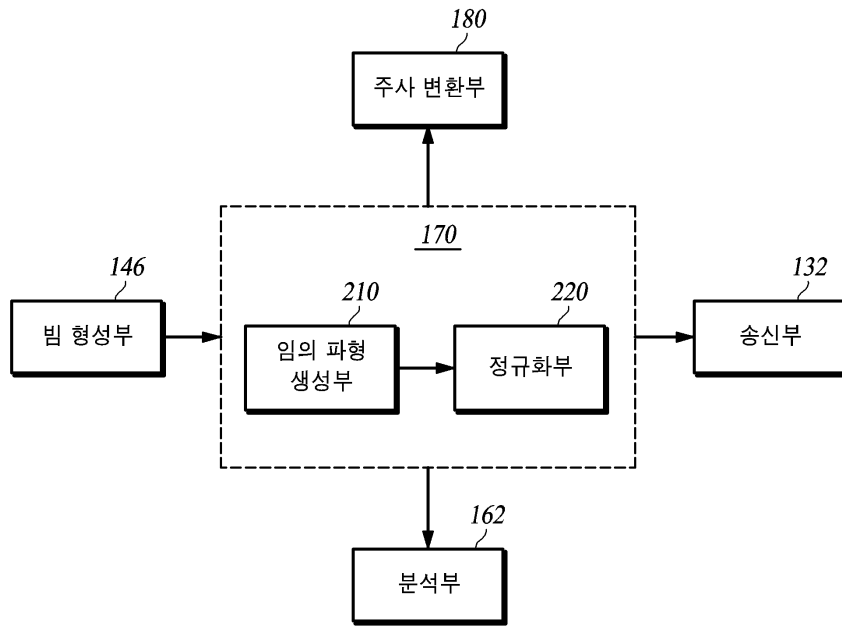 180
주사 변환부
170
146
빔 형성부
210
임의 파형
생성부
220
정규화부
132
송신부
162
분석부